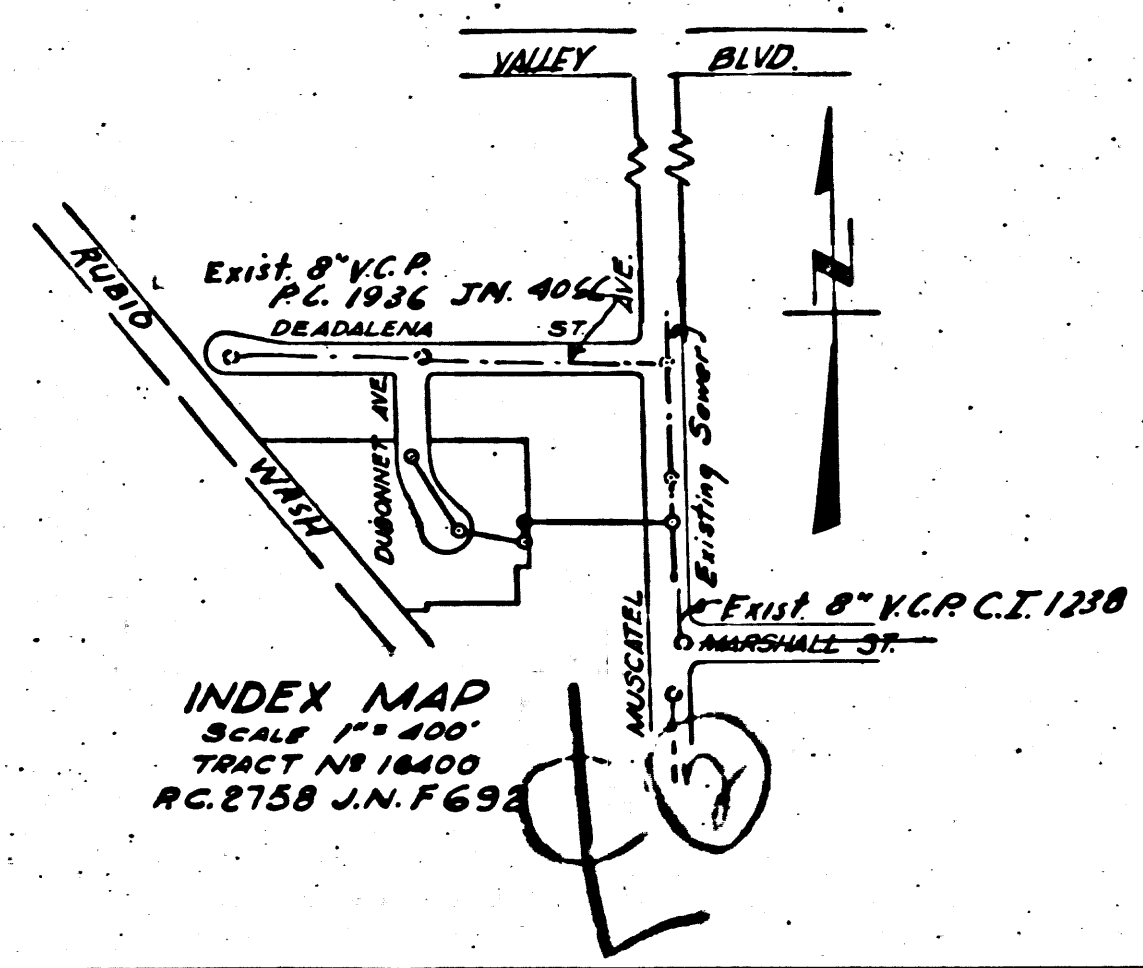 VALLEY BLVD.
N
RUBIO WASH
Exist. 8" V.C.P.
P.C. 1936 J.N. 4066
DEADALENA ST.
AVE.
DUBONNET AVE
Existing Sewer
Exist. 8" V.C.P. C.I. 1238
MARSHALL ST.
MUSCATEL
INDEX MAP
SCALE 1" = 400'
TRACT Nº 16400
P.C. 2758 J.N. F 692